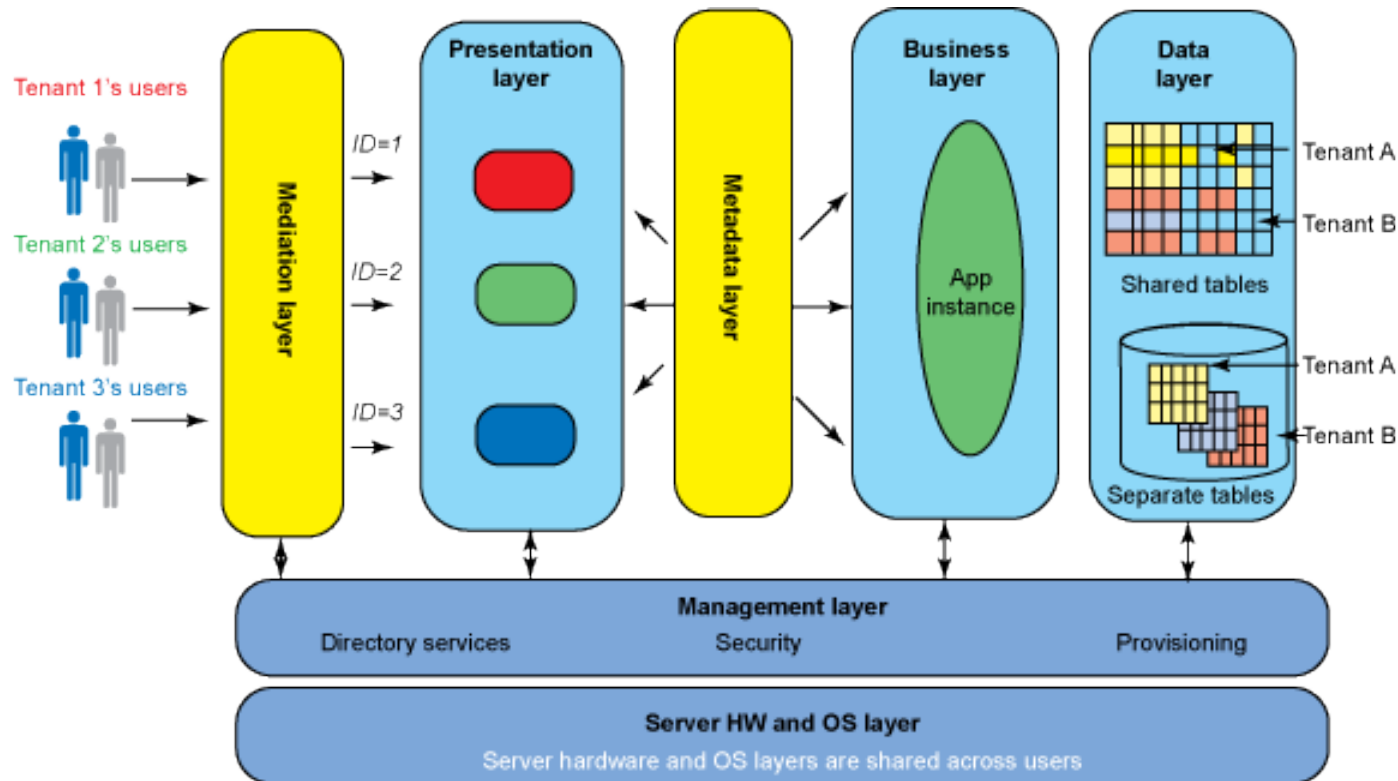 Tenant 1's users
Tenant 2's users
Tenant 3's users
Mediation layer
ID=1
ID=2
ID=3
Presentation
layer
Metadata layer
Business
layer
App
instance
Data
layer
Tenant A
Tenant B
Shared tables
Tenant A
Tenant B
Separate tables
Management layer
Directory services
Security
Provisioning
Server HW and OS layer
Server hardware and OS layers are shared across users